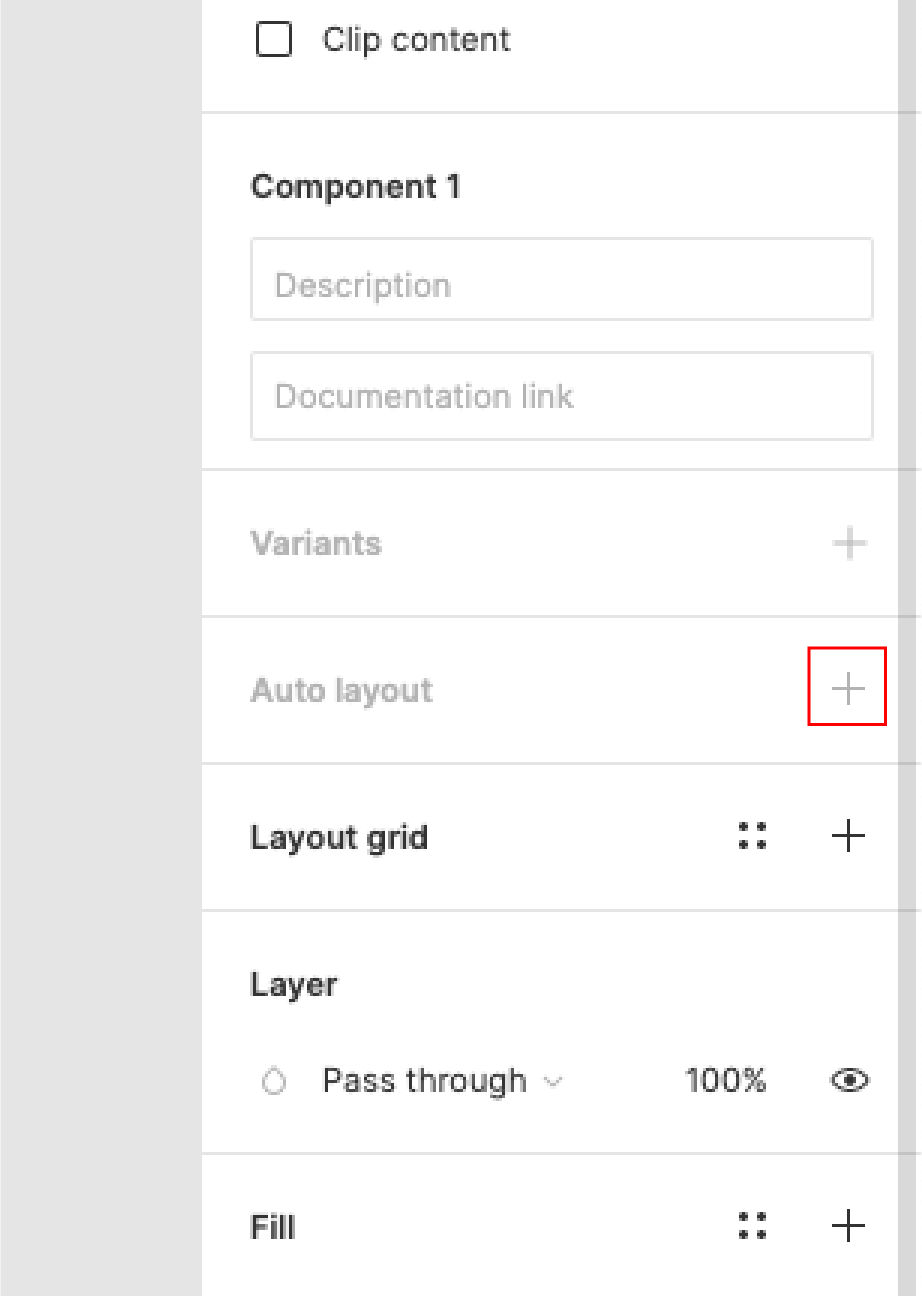 Clip content
Component 1
Description
Documentation link
Variants
Auto layout
Layout grid
Layer
Pass through 100%
Fill